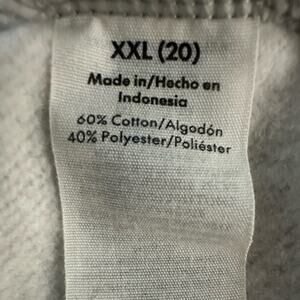 XXL (20)
Made in/Hecho en
Indonesia
60% Cotton/Algodón
40% Polyester/Poliéster